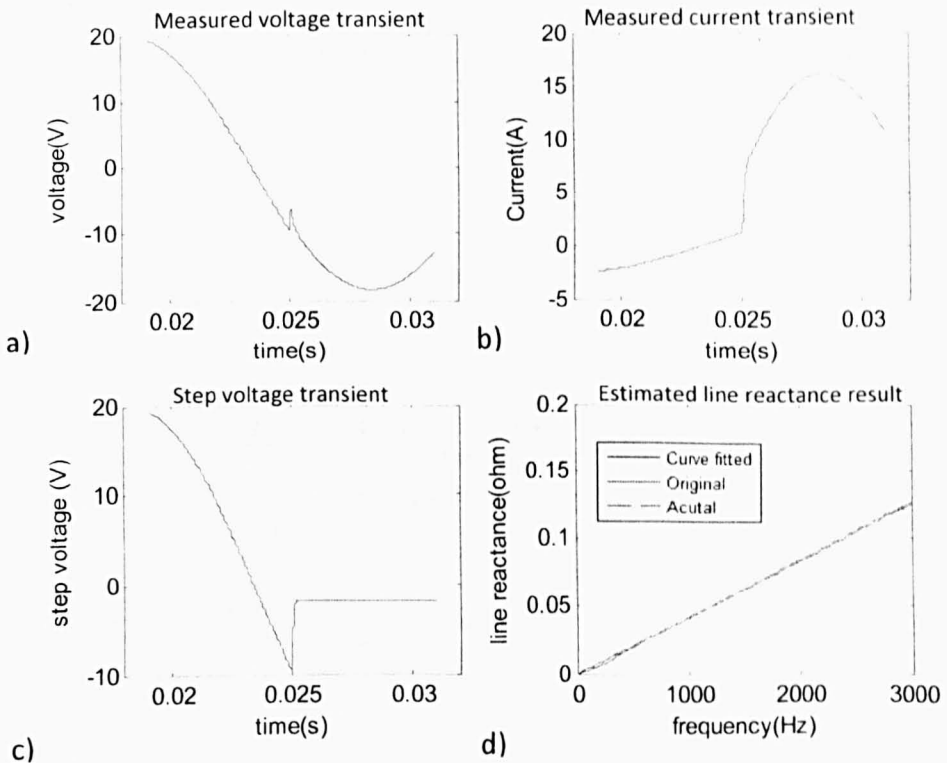 Measured voltage transient
20
10
0
-10
-20
voltage(V)
0.02 0.025 0.03
time(s)
a)
Measured current transient
20
15
10
5
0
-5
Current(A)
0.02 0.025 0.03
time(s)
b)
Step voltage transient
20
10
0
-10
step voltage (V)
0.02 0.025 0.03
time(s)
c)
Estimated line reactance result
0.2
0.15
0.1
0.05
0
line reactance(ohm)
Curve fitted
Original
Acutal
0 1000 2000 3000
frequency(Hz)
d)